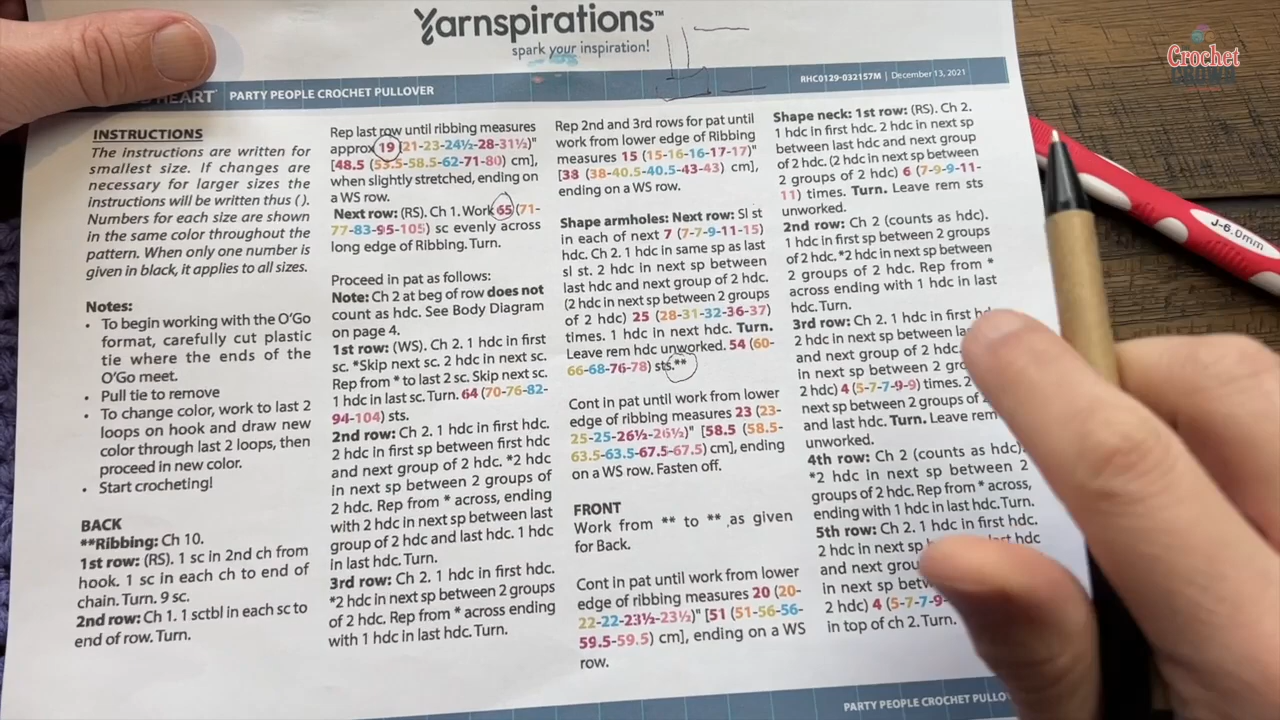 Yarnspirations™
spark your inspiration!
HEART PARTY PEOPLE CROCHET PULLOVER
RHC0129-032157M | December 13, 2021
INSTRUCTIONS
The instructions are written for
smallest size. If changes are
necessary for larger sizes the
instructions will be written thus ( ).
Numbers for each size are shown
in the same color throughout the
pattern. When only one number is
given in black, it applies to all sizes.
Notes:
• To begin working with the O'Go
format, carefully cut plastic
tie where the ends of the
O'Go meet.
• Pull tie to remove
• To change color, work to last 2
loops on hook and draw new
color through last 2 loops, then
proceed in new color.
• Start crocheting!
BACK
**Ribbing: Ch 10.
1st row: (RS). 1 sc in 2nd ch from
hook. 1 sc in each ch to end of
chain. Turn. 9 sc.
2nd row: Ch 1. 1 sctbl in each sc to
end of row. Turn.
Rep last row until ribbing measures
approx 19 (21-23-24½-28-31½)"
[48.5 (53.5-58.5-62-71-80) cm],
when slightly stretched, ending on
a WS row.
Next row: (RS). Ch 1. Work 65 (71-
77-83-95-105) sc evenly across
long edge of Ribbing. Turn.
Proceed in pat as follows:
Note: Ch 2 at beg of row does not
count as hdc. See Body Diagram
on page 4.
1st row: (WS). Ch 2. 1 hdc in first
sc. *Skip next sc. 2 hdc in next sc.
Rep from * to last 2 sc. Skip next sc.
1 hdc in last sc. Turn. 64 (70-76-82-
94-104) sts.
2nd row: Ch 2. 1 hdc in first hdc.
2 hdc in first sp between first hdc
and next group of 2 hdc. *2 hdc
in next sp between 2 groups of
2 hdc. Rep from * across, ending
with 2 hdc in next sp between last
group of 2 hdc and last hdc. 1 hdc
in last hdc. Turn.
3rd row: Ch 2. 1 hdc in first hdc.
*2 hdc in next sp between 2 groups
of 2 hdc. Rep from * across ending
with 1 hdc in last hdc. Turn.
Rep 2nd and 3rd rows for pat until
work from lower edge of Ribbing
measures 15 (15-16-16-17-17)"
[38 (38-40.5-40.5-43-43) cm],
ending on a WS row.
Shape armholes: Next row: Sl st
in each of next 7 (7-7-9-11-15)
hdc. Ch 2. 1 hdc in same sp as last
sl st. 2 hdc in next sp between
last hdc and next group of 2 hdc.
(2 hdc in next sp between 2 groups
of 2 hdc) 25 (28-31-32-36-37)
times. 1 hdc in next hdc. Turn.
Leave rem hdc unworked. 54 (60-
66-68-76-78) sts.**
Cont in pat until work from lower
edge of ribbing measures 23 (23-
25-25-26½-26½)" [58.5 (58.5-
63.5-63.5-67.5-67.5) cm], ending
on a WS row. Fasten off.
FRONT
Work from ** to ** as given
for Back.
Cont in pat until work from lower
edge of ribbing measures 20 (20-
22-22-23½-23½)" [51 (51-56-56-
59.5-59.5) cm], ending on a WS
row.
Shape neck: 1st row: (RS). Ch 2.
1 hdc in first hdc. 2 hdc in next sp
between last hdc and next group
of 2 hdc. (2 hdc in next sp between
2 groups of 2 hdc) 6 (7-9-9-11-
11) times. Turn. Leave rem sts
unworked.
2nd row: Ch 2 (counts as hdc).
1 hdc in first sp between 2 groups
of 2 hdc. *2 hdc in next sp between
2 groups of 2 hdc. Rep from *
across ending with 1 hdc in last
hdc. Turn.
3rd row: Ch 2. 1 hdc in first
2 hdc in next sp between
and next group of 2 hdc.
in next sp between 2
2 hdc) 4 (5-7-7-9-9) times. 2
next sp between 2 groups of
and last hdc. Turn. Leave rem
unworked.
4th row: Ch 2 (counts as hdc).
*2 hdc in next sp between 2
groups of 2 hdc. Rep from * across,
ending with 1 hdc in last hdc. Turn.
5th row: Ch 2. 1 hdc in first hdc.
2 hdc in next sp hdc
and next
in next sp
2 hdc) 4 (5-7-7-9-
in top of ch 2. Turn.
PARTY PEOPLE CROCHET
J-6.0mm
Crochet